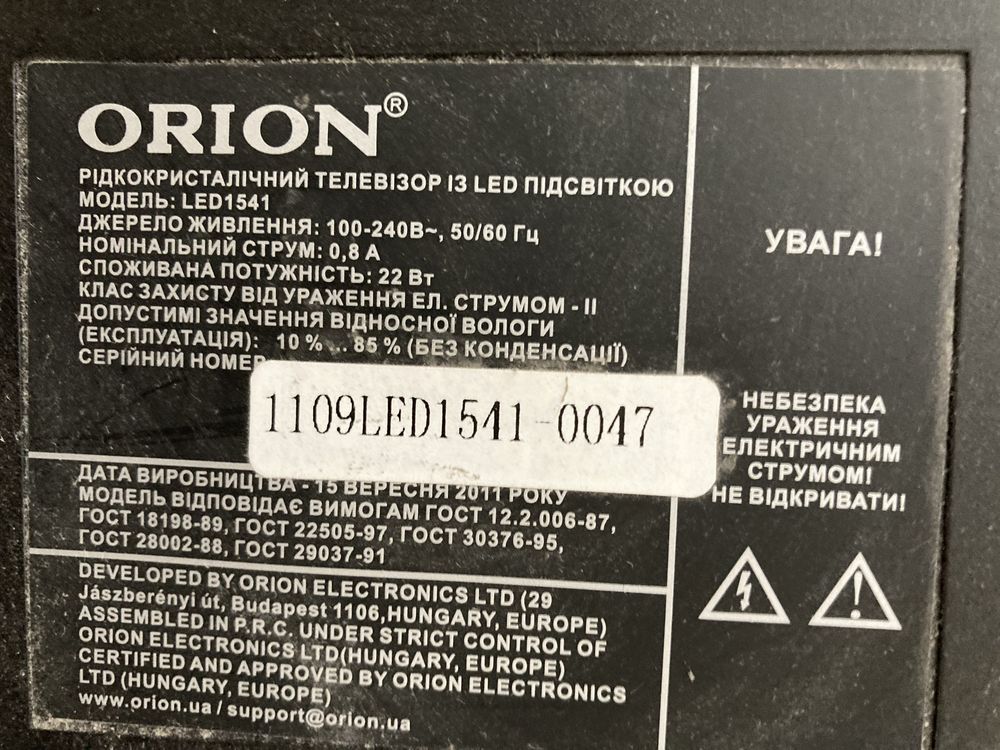 ORION®
РІДКОКРИСТАЛІЧНИЙ ТЕЛЕВІЗОР ІЗ LED ПІДСВІТКОЮ
МОДЕЛЬ: LED1541
ДЖЕРЕЛО ЖИВЛЕННЯ: 100-240В~, 50/60 Гц
НОМІНАЛЬНИЙ СТРУМ: 0,8 А
СПОЖИВАНА ПОТУЖНІСТЬ: 22 Вт
КЛАС ЗАХИСТУ ВІД УРАЖЕННЯ ЕЛ. СТРУМОМ - II
ДОПУСТИМІ ЗНАЧЕННЯ ВІДНОСНОЇ ВОЛОГИ
(ЕКСПЛУАТАЦІЯ): 10 % ... 85 % (БЕЗ КОНДЕНСАЦІЇ)
СЕРІЙНИЙ НОМЕР
1109LED1541-0047
ДАТА ВИРОБНИЦТВА - 15 ВЕРЕСНЯ 2011 РОКУ
МОДЕЛЬ ВІДПОВІДАЄ ВИМОГАМ ГОСТ 12.2.006-87,
ГОСТ 18198-89, ГОСТ 22505-97, ГОСТ 30376-95,
ГОСТ 28002-88, ГОСТ 29037-91
DEVELOPED BY ORION ELECTRONICS LTD (29
Jászberényi út, Budapest 1106,HUNGARY, EUROPE)
ASSEMBLED IN P.R.C. UNDER STRICT CONTROL OF
ORION ELECTRONICS LTD(HUNGARY, EUROPE)
CERTIFIED AND APPROVED BY ORION ELECTRONICS
LTD (HUNGARY, EUROPE)
www.orion.ua / support@orion.ua
УВАГА!
НЕБЕЗПЕКА
УРАЖЕННЯ
ЕЛЕКТРИЧНИМ
СТРУМОМ!
НЕ ВІДКРИВАТИ!